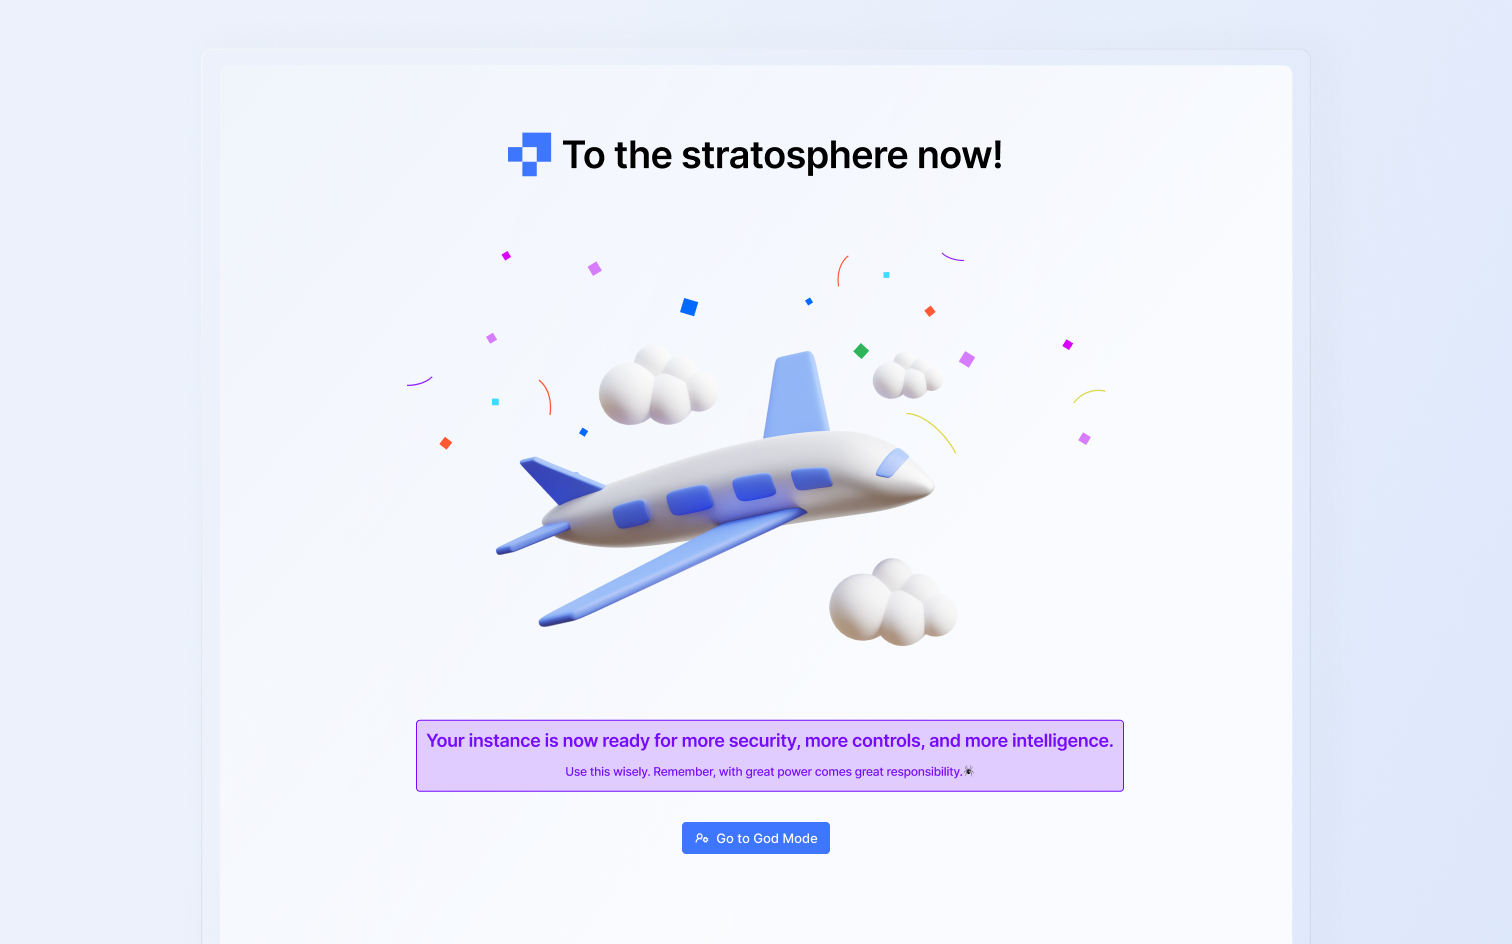 To the stratosphere now!
Your instance is now ready for more security, more controls, and more intelligence.
Use this wisely. Remember, with great power comes great responsibility.🕷
Go to God Mode